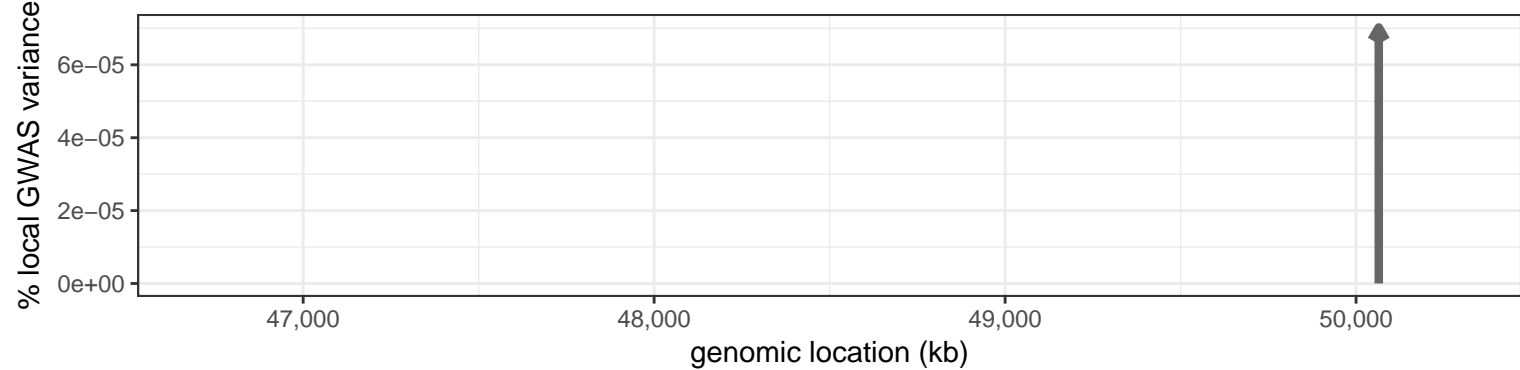 % local GWAS variance
6e−05
4e−05
2e−05
0e+00
47,000
48,000
49,000
50,000
genomic location (kb)